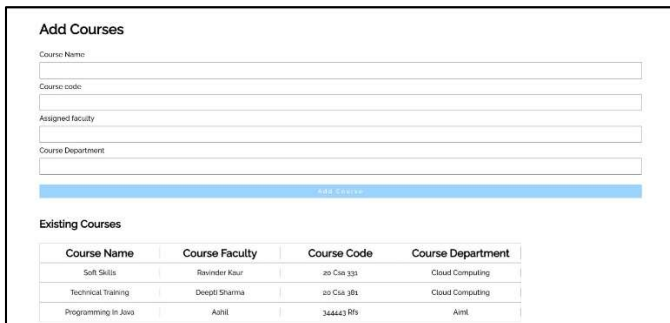 Add Courses
Course Name
Course code
Assigned faculty
Course Department
Add Course
Existing Courses
Course Name Course Faculty Course Code Course Department
Soft Skills Ravinder Kaur 20 Csa 331 Cloud Computing
Technical Training Deepti Sharma 20 Csa 381 Cloud Computing
Programming In Java Aahil 344443 Rfs Aiml